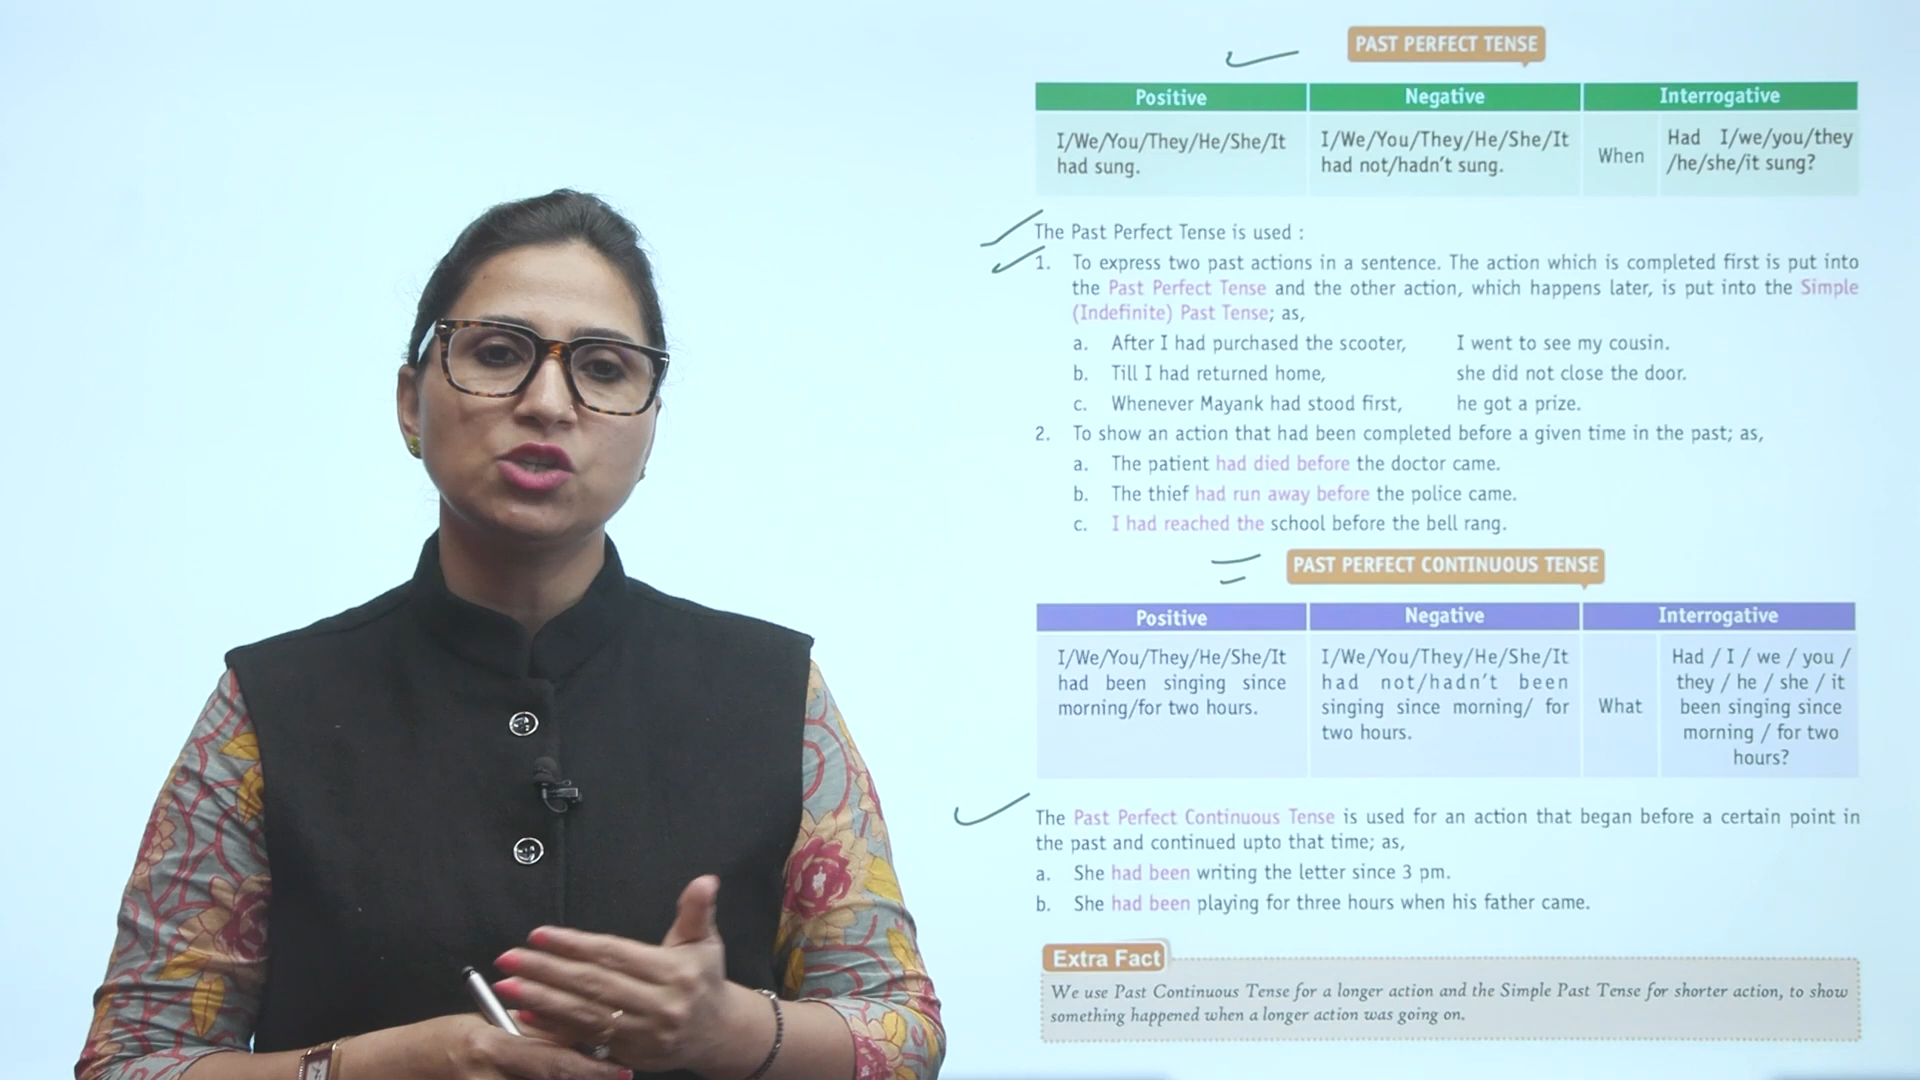 PAST PERFECT TENSE
Positive Negative Interrogative
I/We/You/They/He/She/It
had sung.
I/We/You/They/He/She/It
had not/hadn't sung.
When
Had I/we/you/they
/he/she/it sung?
The Past Perfect Tense is used :
1. To express two past actions in a sentence. The action which is completed first is put into
the Past Perfect Tense and the other action, which happens later, is put into the Simple
(Indefinite) Past Tense; as,
a. After I had purchased the scooter, I went to see my cousin.
b. Till I had returned home, she did not close the door.
c. Whenever Mayank had stood first, he got a prize.
2. To show an action that had been completed before a given time in the past; as,
a. The patient had died before the doctor came.
b. The thief had run away before the police came.
c. I had reached the school before the bell rang.
PAST PERFECT CONTINUOUS TENSE
Positive Negative Interrogative
I/We/You/They/He/She/It
had been singing since
morning/for two hours.
I/We/You/They/He/She/It
had not/hadn't been
singing since morning/ for
two hours.
What
Had / I / we / you /
they / he / she / it
been singing since
morning / for two
hours?
The Past Perfect Continuous Tense is used for an action that began before a certain point in
the past and continued upto that time; as,
a. She had been writing the letter since 3 pm.
b. She had been playing for three hours when his father came.
Extra Fact
We use Past Continuous Tense for a longer action and the Simple Past Tense for shorter action, to show
something happened when a longer action was going on.